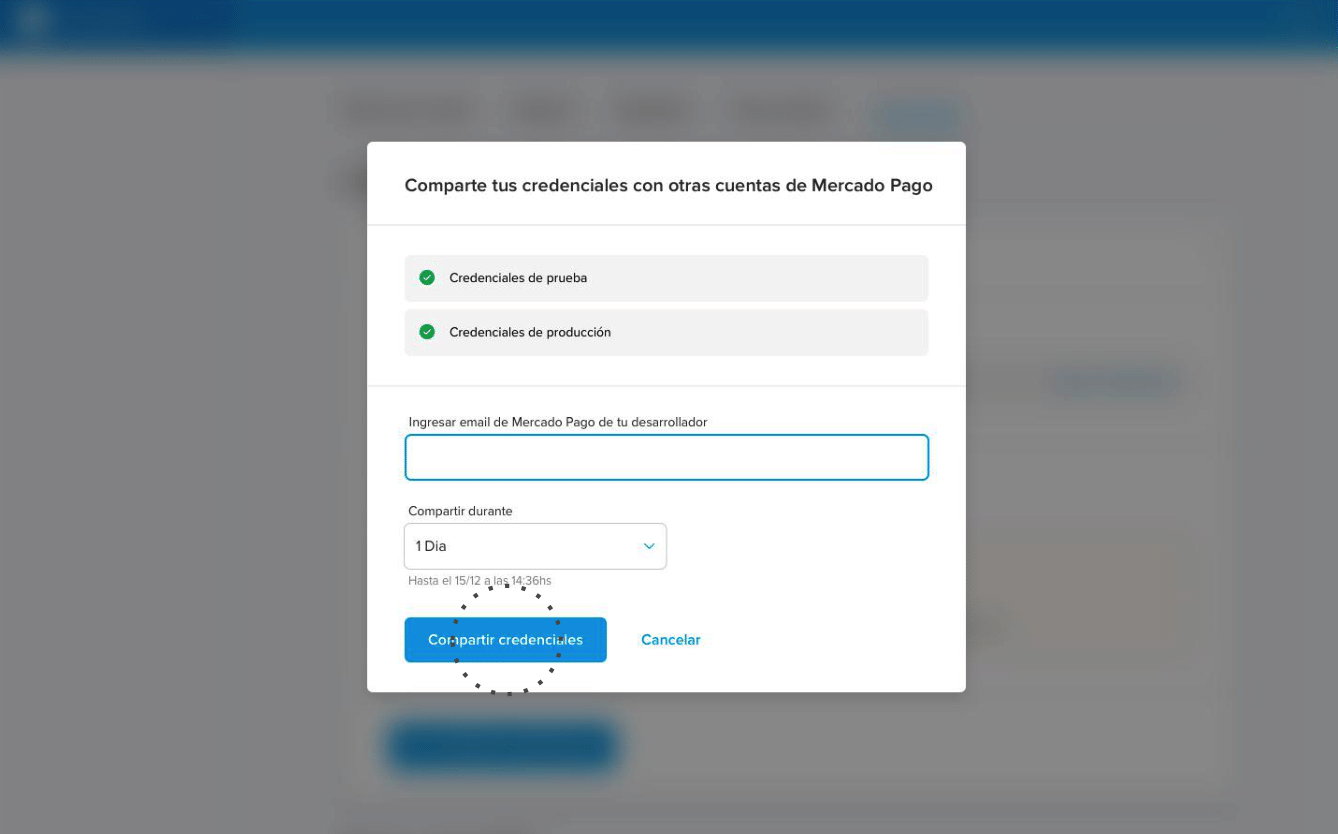 Comparte tus credenciales con otras cuentas de Mercado Pago
Credenciales de prueba
Credenciales de producción
Ingresar email de Mercado Pago de tu desarrollador
Compartir durante
1 Dia
Hasta el 15/12 a las 14:36hs
Compartir credenciales
Cancelar